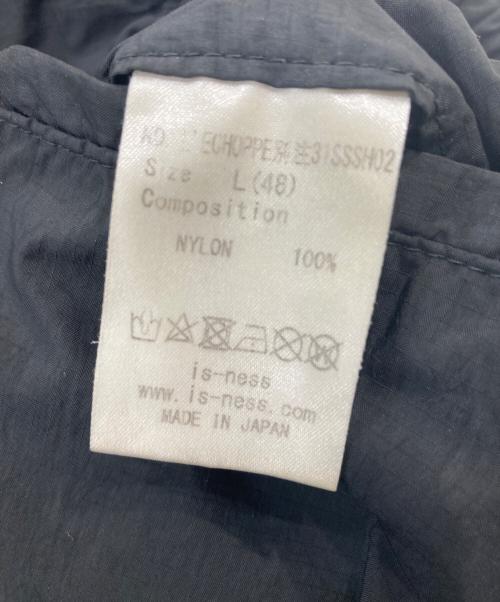 L'ECHOPPE別注31SSSH02
Size L(48)
Composition
NYLON 100%
is-ness
www.is-ness.com
MADE IN JAPAN